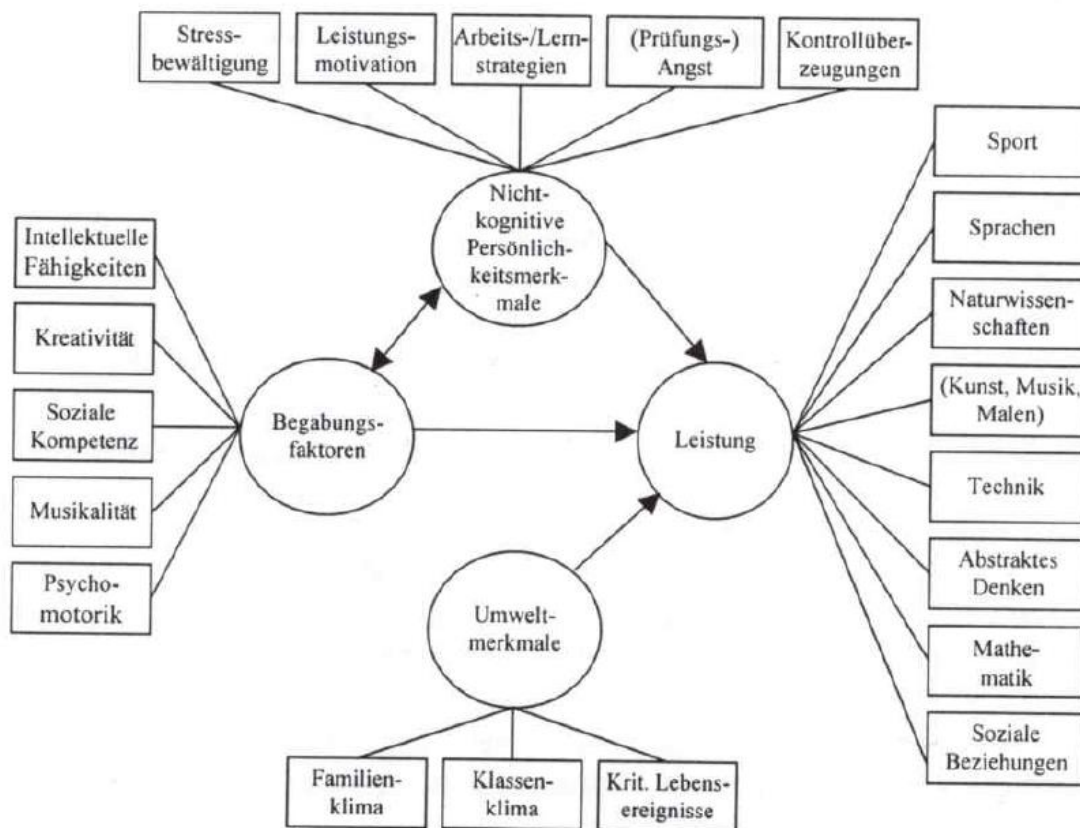 Stress-
bewältigung
Leistungs-
motivation
Arbeits-/Lern-
strategien
(Prüfungs-)
Angst
Kontrollüber-
zeugungen
Nicht-
kognitive
Persönlich-
keitsmerk-
male
Intellektuelle
Fähigkeiten
Kreativität
Soziale
Kompetenz
Musikalität
Psycho-
motorik
Begabungs-
faktoren
Leistung
Umwelt-
merkmale
Familien-
klima
Klassen-
klima
Krit. Lebens-
ereignisse
Sport
Sprachen
Naturwissen-
schaften
(Kunst, Musik,
Malen)
Technik
Abstraktes
Denken
Mathe-
matik
Soziale
Beziehungen